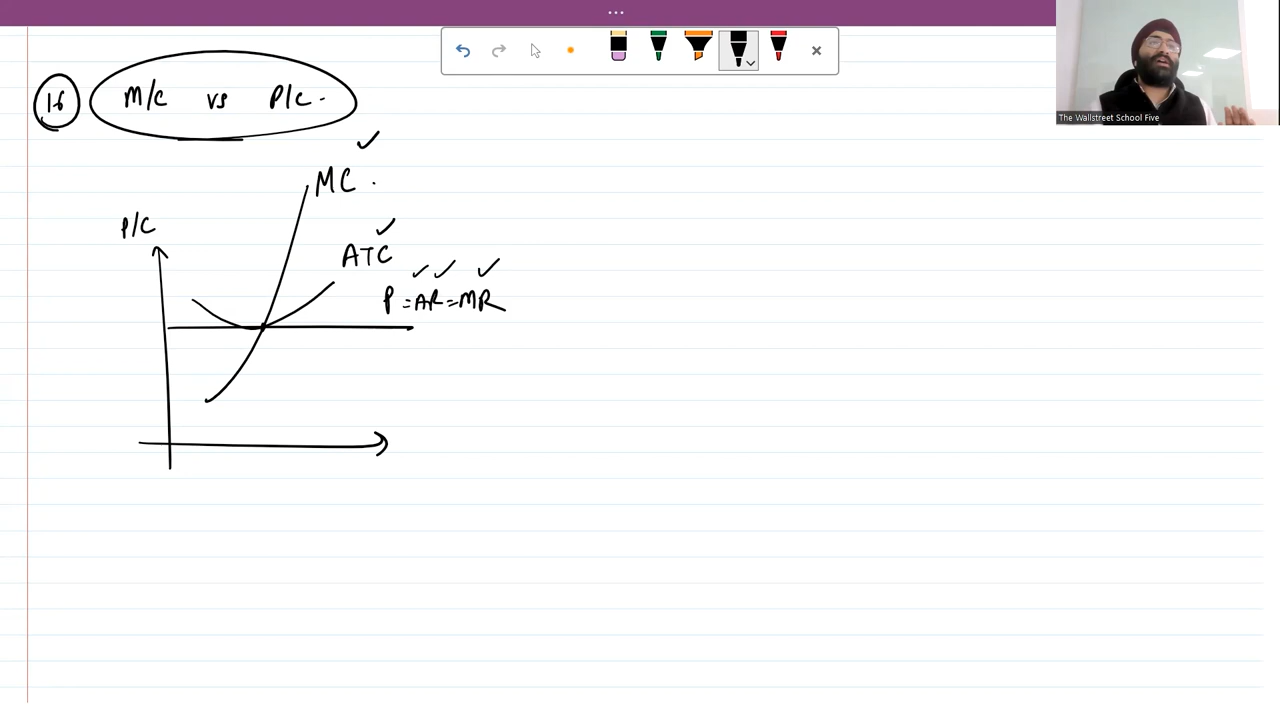 16 M/C vs P/C.
MC
P/C
ATC
P = AR = MR
The Wallstreet School Five